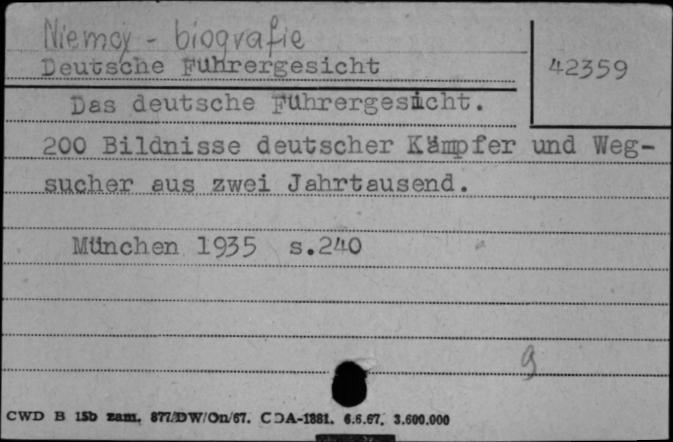 Niemcy - biografie
Deutsche Führergesicht
42359
Das deutsche Führergesicht.
200 Bildnisse deutscher Kämpfer und Weg-
sucher aus zwei Jahrtausend.
München 1935 s.240
g
CWD B 15b zam. 877/DW/On/67. CDA-1881. 6.6.67. 3.600.000